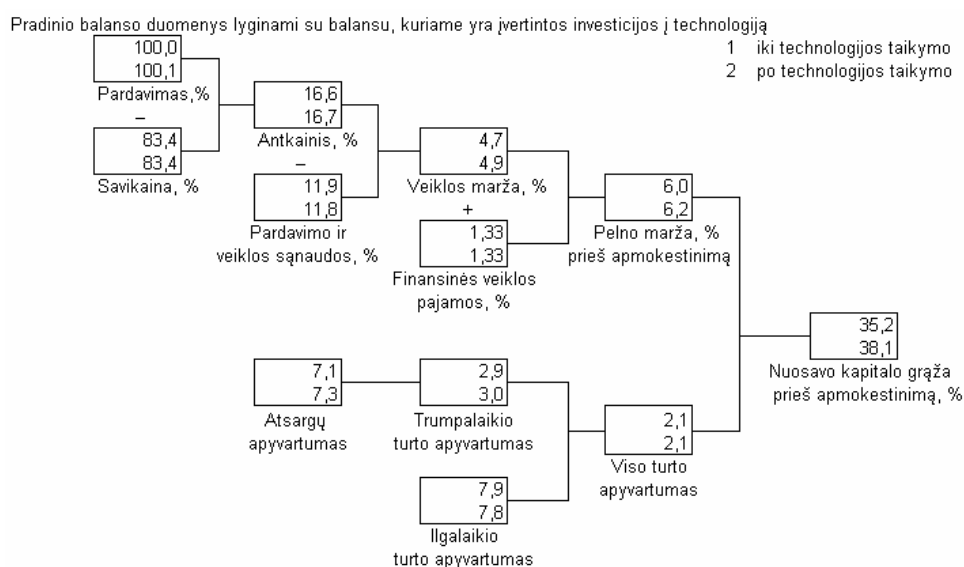 Pradinio balanso duomenys lyginami su balansu, kuriame yra įvertintos investicijos į technologiją
1 iki technologijos taikymo
2 po technologijos taikymo
100,0
100,1
Pardavimas,%
–
83,4
83,4
Savikaina, %
16,6
16,7
Antkainis, %
–
11,9
11,8
Pardavimo ir
veiklos sąnaudos, %
4,7
4,9
Veiklos marža, %
+
1,33
1,33
Finansinės veiklos
pajamos, %
6,0
6,2
Pelno marža, %
prieš apmokestinimą
35,2
38,1
Nuosavo kapitalo grąža
prieš apmokestinimą, %
7,1
7,3
Atsargų
apyvartumas
2,9
3,0
Trumpalaikio
turto apyvartumas
2,1
2,1
Viso turto
apyvartumas
7,9
7,8
Ilgalaikio
turto apyvartumas